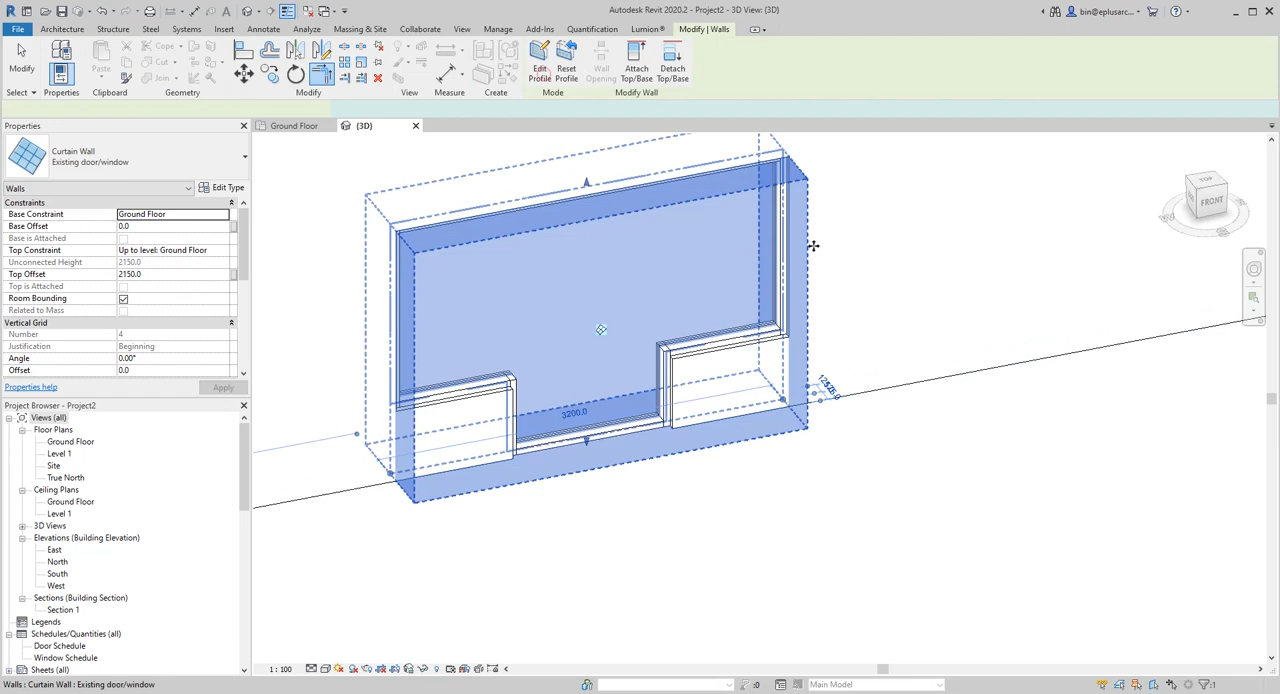 Autodesk Revit 2020.2 - Project2 - 3D View: {3D}
bin@eplusarc...
File Architecture Structure Steel Systems Insert Annotate Analyze Massing & Site Collaborate View Manage Add-Ins Quantification Lumion® Modify | Walls
Modify Paste Cope Cut Join Edit Profile Reset Profile Wall Opening Attach Top/Base Detach Top/Base
Select Properties Clipboard Geometry Modify View Measure Create Mode Modify Wall
Properties
Ground Floor
{3D}
Curtain Wall
Existing door/window
Walls
Edit Type
Constraints
Base Constraint Ground Floor
Base Offset 0.0
Base is Attached
Top Constraint Up to level: Ground Floor
Unconnected Height 2150.0
Top Offset 2150.0
Top is Attached
Room Bounding
Related to Mass
Vertical Grid
Number 4
Justification Beginning
Angle 0.00°
Offset 0.0
Properties help
Apply
Project Browser - Project2
Views (all)
Floor Plans
Ground Floor
Level 1
Site
True North
Ceiling Plans
Ground Floor
Level 1
3D Views
Elevations (Building Elevation)
East
North
South
West
Sections (Building Section)
Section 1
Legends
Schedules/Quantities (all)
Door Schedule
Window Schedule
Sheets (all)
3200.0
TOP
FRONT
1 : 100
Walls : Curtain Wall : Existing door/window
:0
Main Model
:1